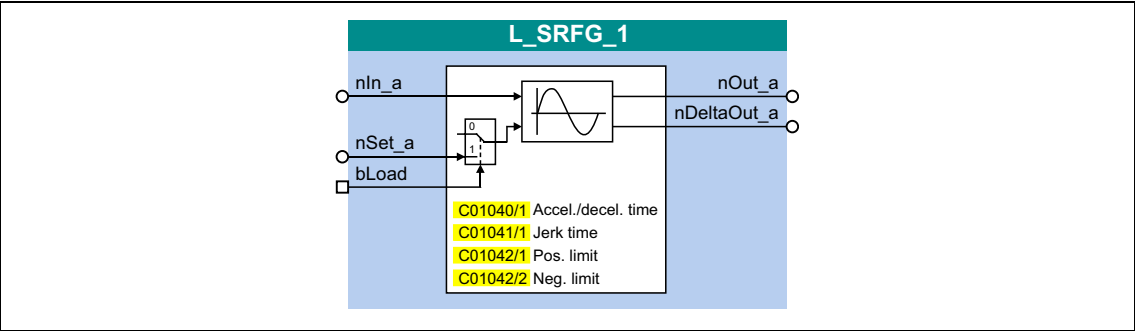 L_SRFG_1
nIn_a
nOut_a
nDeltaOut_a
0
nSet_a
1
bLoad
C01040/1 Accel./decel. time
C01041/1 Jerk time
C01042/1 Pos. limit
C01042/2 Neg. limit